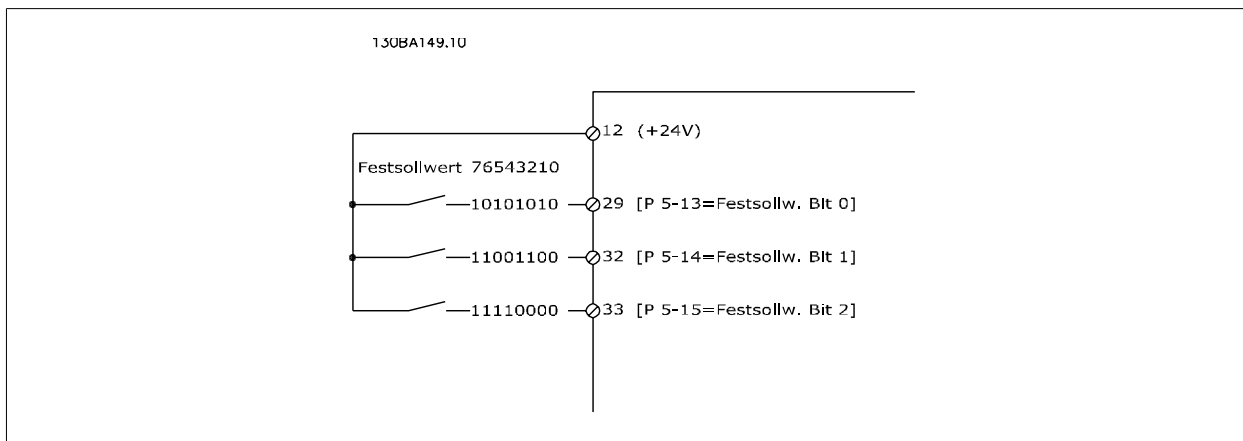 130BA149.10
12 (+24V)
Festsollwert 76543210
10101010 29 [P 5-13=Festsollw. Bit 0]
11001100 32 [P 5-14=Festsollw. Bit 1]
11110000 33 [P 5-15=Festsollw. Bit 2]